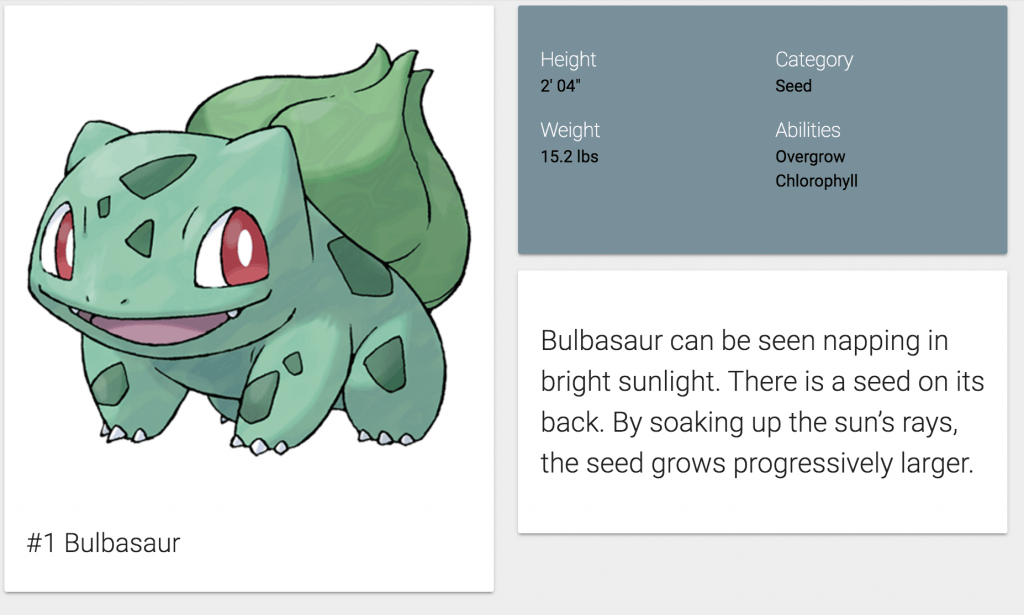 #1 Bulbasaur
Height
2' 04"
Weight
15.2 lbs
Category
Seed
Abilities
Overgrow
Chlorophyll
Bulbasaur can be seen napping in
bright sunlight. There is a seed on its
back. By soaking up the sun’s rays,
the seed grows progressively larger.